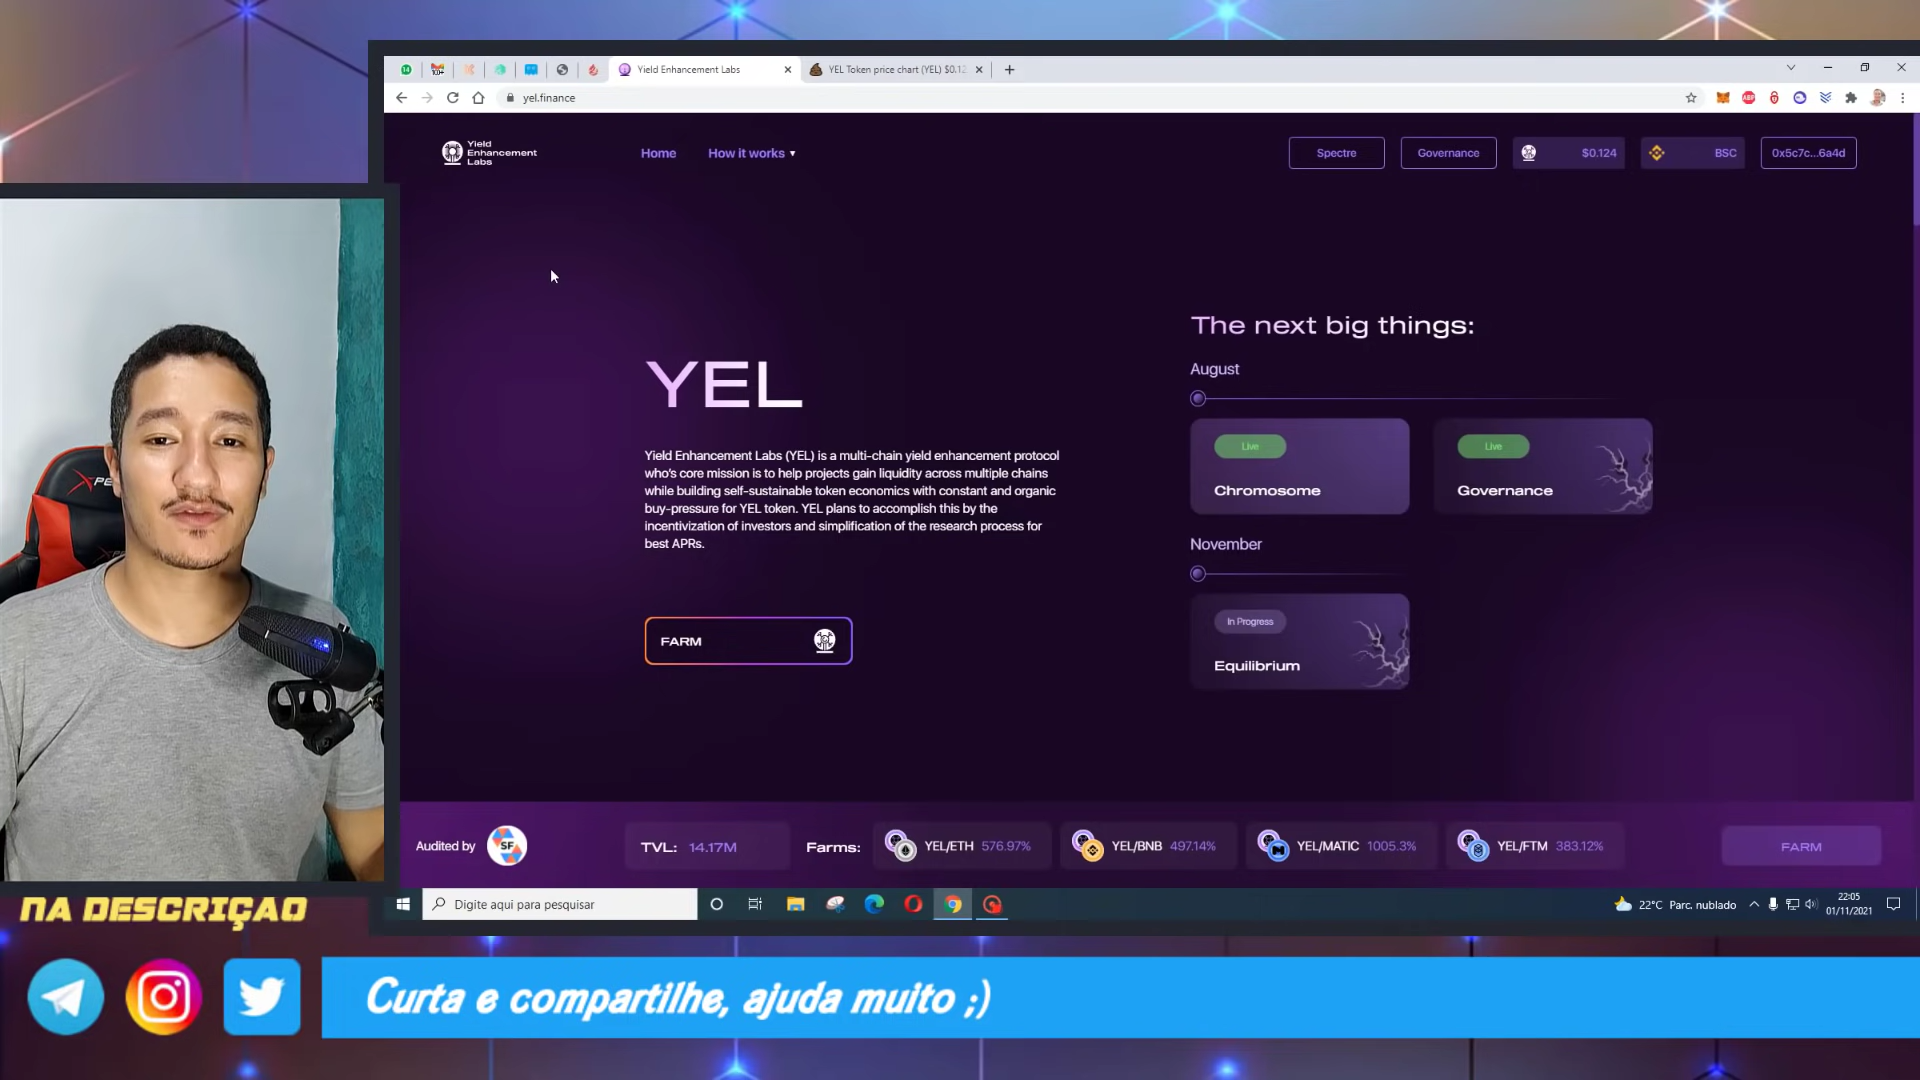 Yield Enhancement Labs
YEL Token price chart (YEL) $0.12
yel.finance
Yield
Enhancement
Labs
Home
How it works
Spectre
Governance
$0.124
BSC
0x5c7c...6a4d
The next big things:
August
Live
Chromosome
Live
Governance
November
In Progress
Equilibrium
YEL
Yield Enhancement Labs (YEL) is a multi-chain yield enhancement protocol
who's core mission is to help projects gain liquidity across multiple chains
while building self-sustainable token economics with constant and organic
buy-pressure for YEL token. YEL plans to accomplish this by the
incentivization of investors and simplification of the research process for
best APRs.
FARM
Audited by
SF
TVL: 14.17M
Farms:
YEL/ETH 576.97%
YEL/BNB 497.14%
YEL/MATIC 1005.3%
YEL/FTM 383.12%
FARM
Digite aqui para pesquisar
22°C Parc. nublado
22:05
01/11/2021
NA DESCRIÇÃO
Curta e compartilhe, ajuda muito ;)